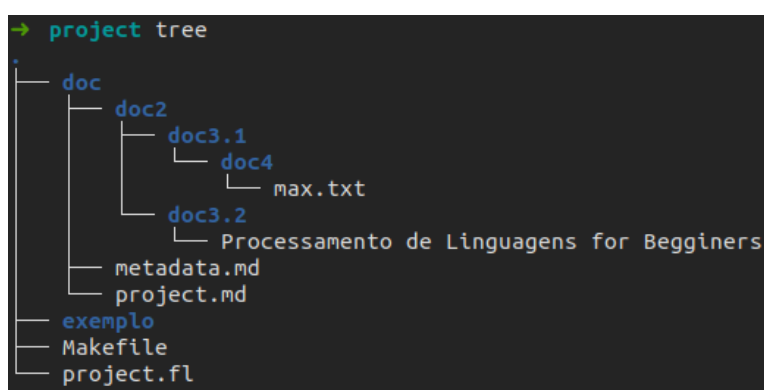 → project tree
.
├── doc
│   ├── doc2
│   │   ├── doc3.1
│   │   │   └── doc4
│   │   │       └── max.txt
│   │   └── doc3.2
│   │       └── Processamento de Linguagens for Begginers
│   ├── metadata.md
│   └── project.md
├── exemplo
├── Makefile
└── project.fl